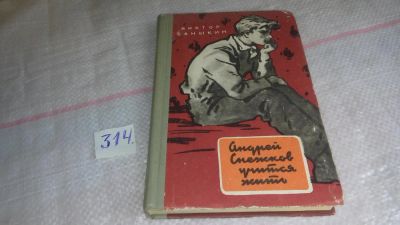 ВИКТОР
БАНЫКИН
314.
Андрей
Снежков
учится
жить